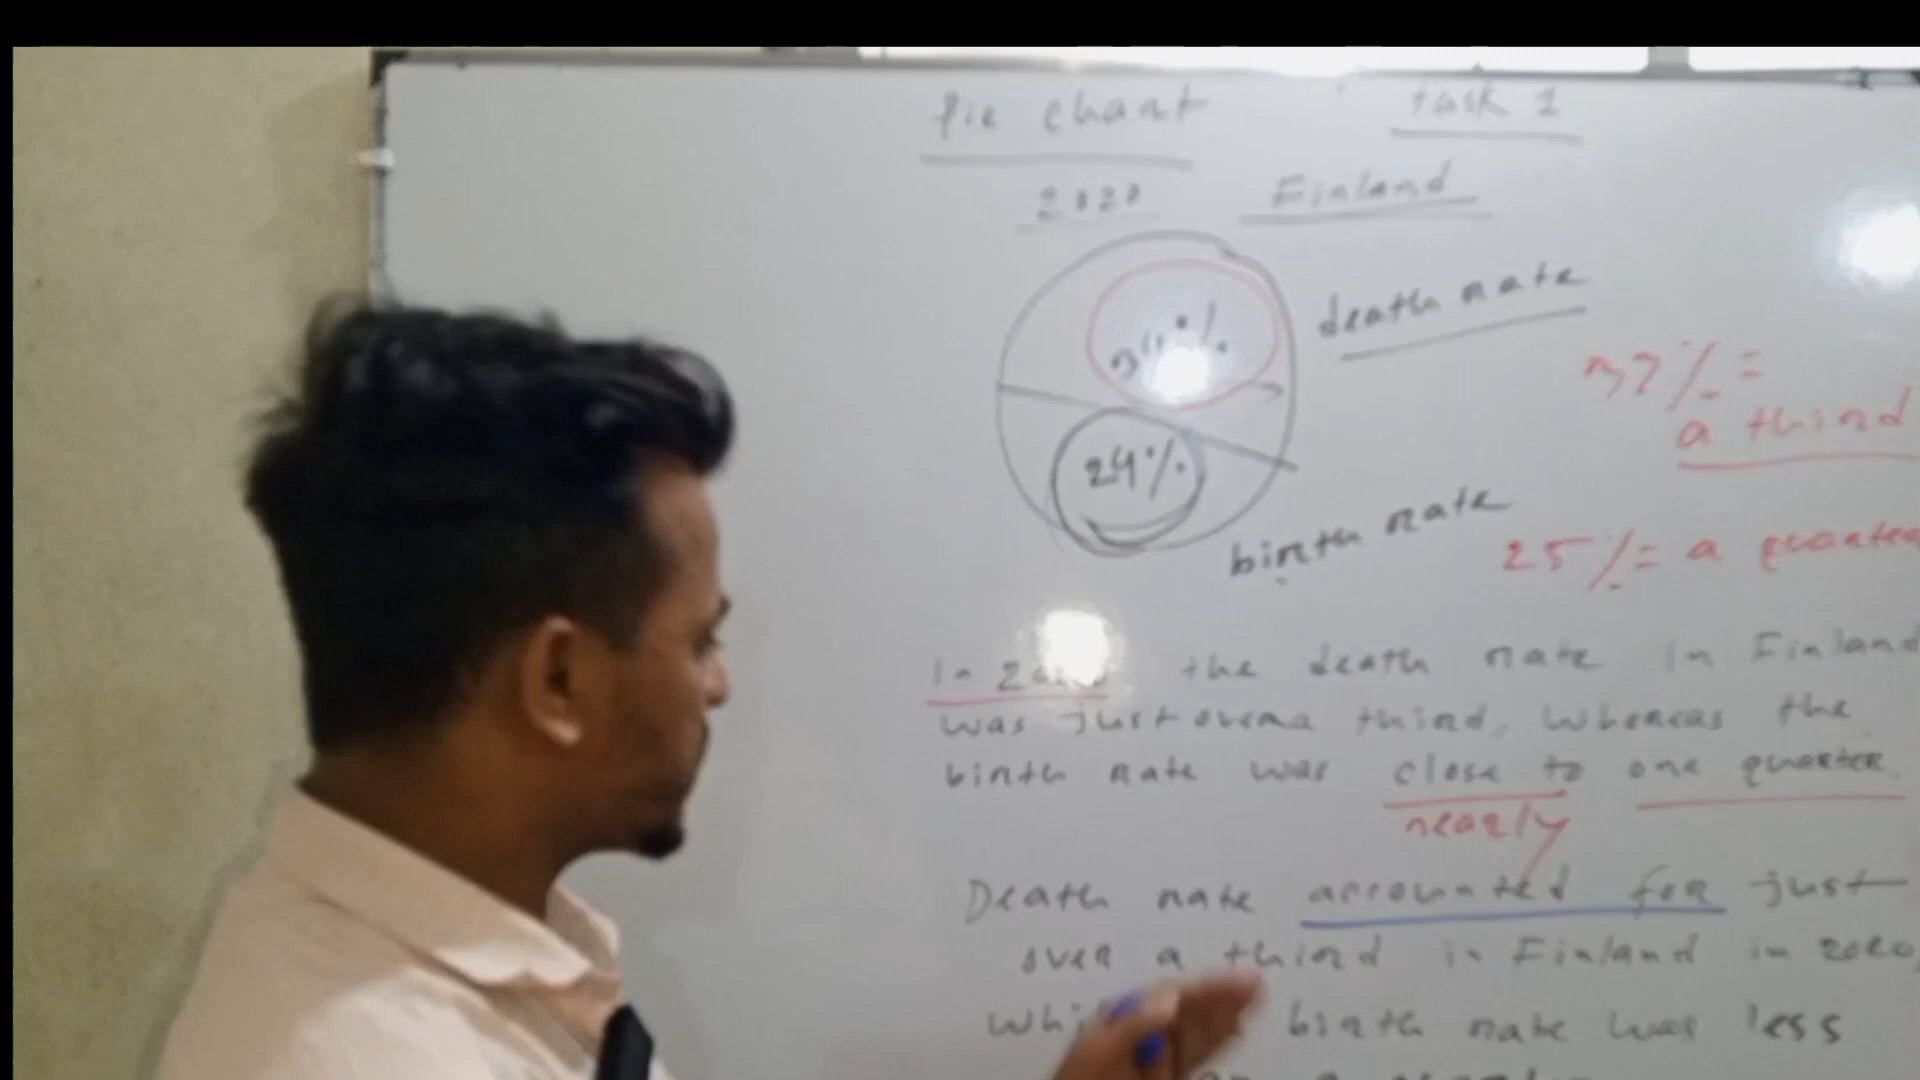 Pie chart task 1
2020 Finland
34%
death rate
37% =
a third
24%
birth rate
25% = a quarter
In the death rate in Finland
was just over a third, whereas the
birth rate was close to one quarter.
nearly
Death rate accounted for just
over a third in Finland in 2020,
birth rate was less
a